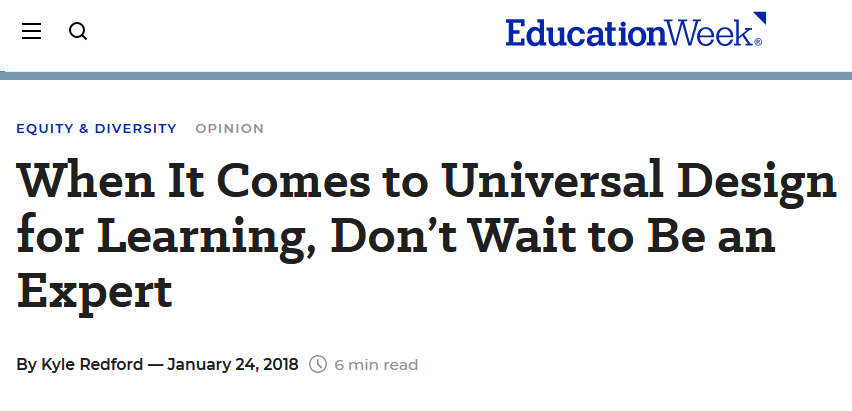 EducationWeek®
EQUITY & DIVERSITY OPINION
When It Comes to Universal Design
for Learning, Don’t Wait to Be an
Expert
By Kyle Redford — January 24, 2018 6 min read